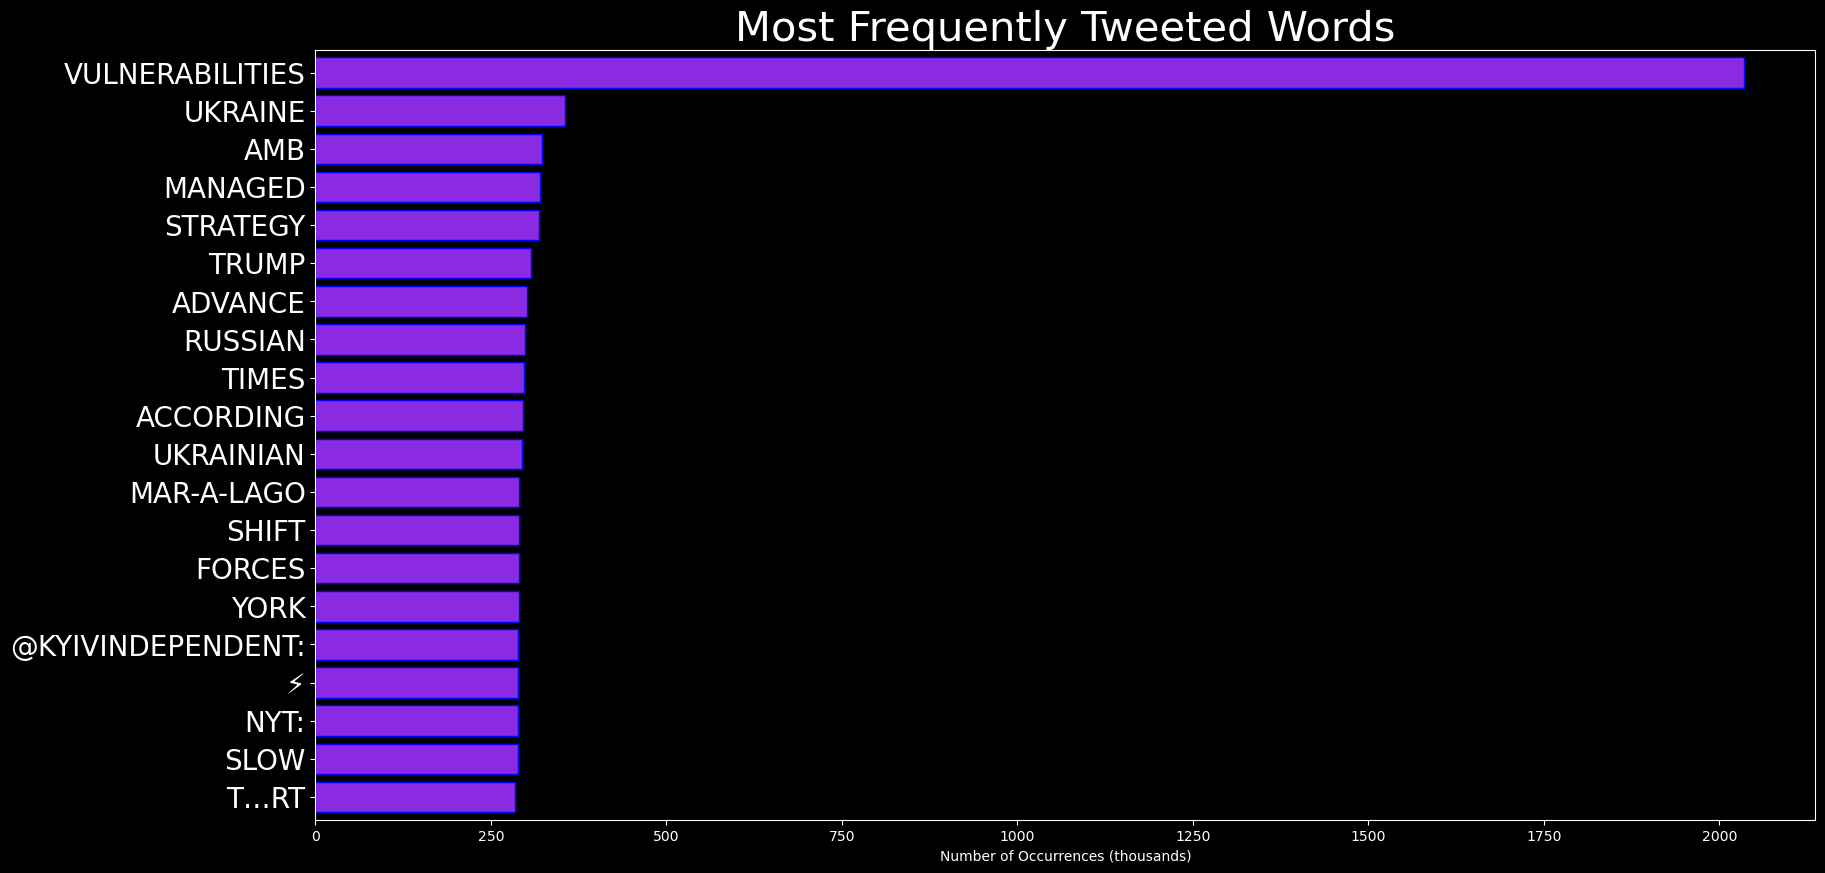 Most Frequently Tweeted Words
VULNERABILITIES
UKRAINE
AMB
MANAGED
STRATEGY
TRUMP
ADVANCE
RUSSIAN
TIMES
ACCORDING
UKRAINIAN
MAR-A-LAGO
SHIFT
FORCES
YORK
@KYIVINDEPENDENT:
⚡
NYT:
SLOW
T…RT
0 250 500 750 1000 1250 1500 1750 2000
Number of Occurrences (thousands)